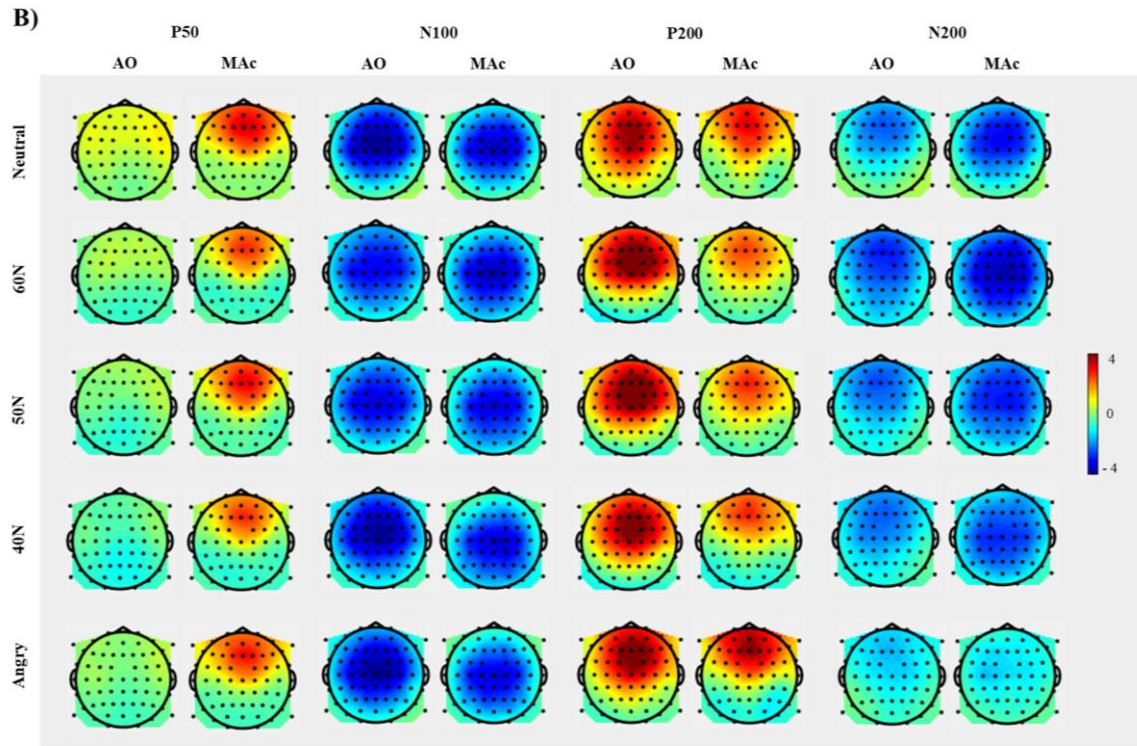 B)
P50 N100 P200 N200
AO MAc AO MAc AO MAc AO MAc
Neutral
60N
50N
40N
Angry
4
0
- 4